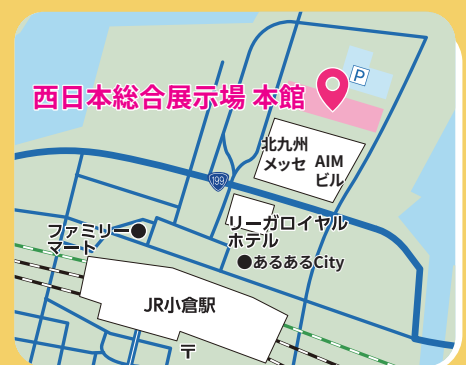 P
西日本総合展示場 本館
北九州
メッセ
AIM
ビル
199
リーガロイヤル
ホテル
ファミリー
マート
あるあるCity
JR小倉駅
〒